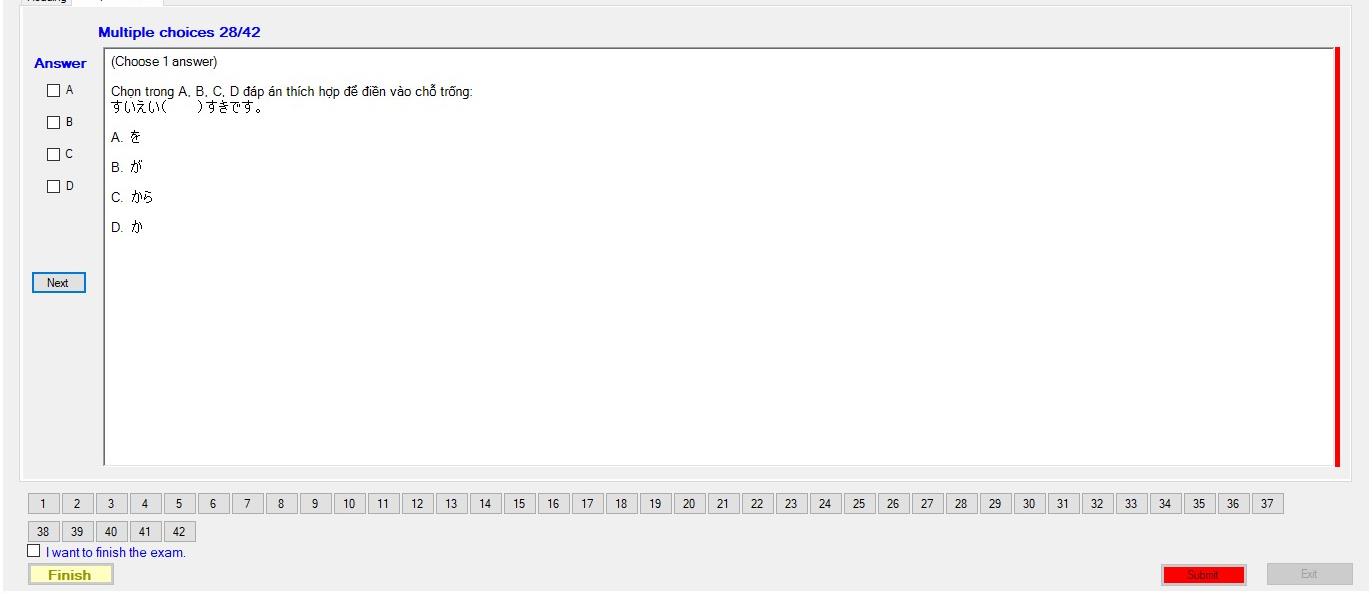 Multiple choices 28/42
Answer
(Choose 1 answer)
A
Chọn trong A, B, C, D đáp án thích hợp để điền vào chỗ trống:
すいえい(　　)すきです。
B
A. を
C
B. が
D
C. から
D. か
Next
1 2 3 4 5 6 7 8 9 10 11 12 13 14 15 16 17 18 19 20 21 22 23 24 25 26 27 28 29 30 31 32 33 34 35 36 37
38 39 40 41 42
I want to finish the exam.
Finish
Submit
Exit